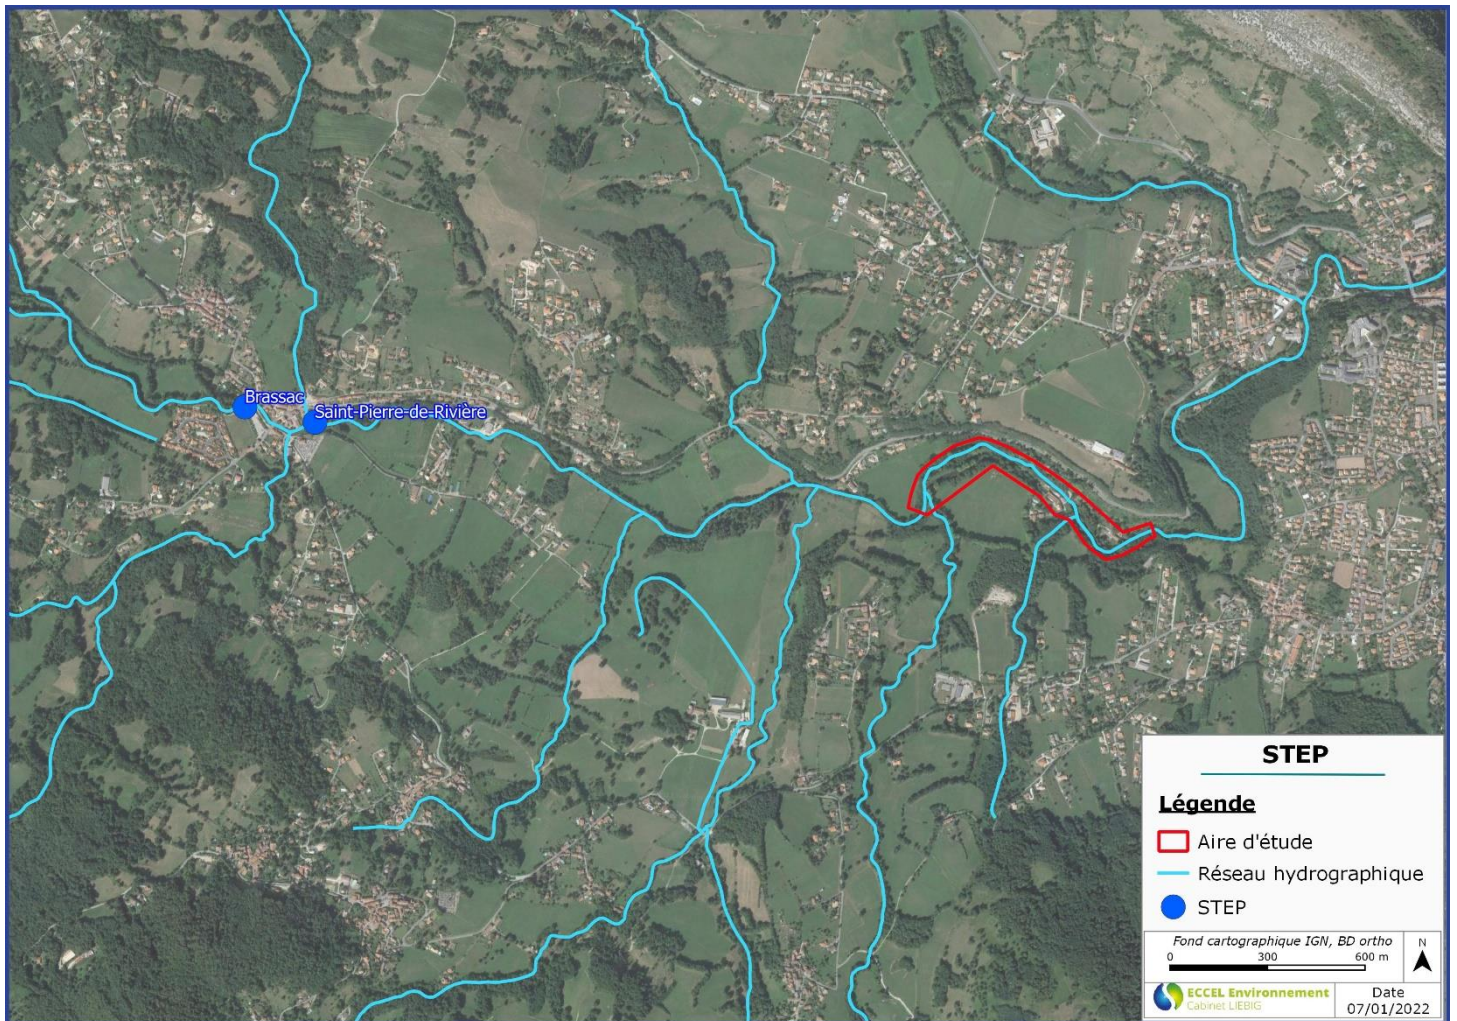 Brassac
Saint-Pierre-de-Rivière
STEP
Légende
Aire d'étude
Réseau hydrographique
STEP
Fond cartographique IGN, BD ortho
0 300 600 m
N
ECCEL Environnement
Cabinet LIEBIG
Date
07/01/2022